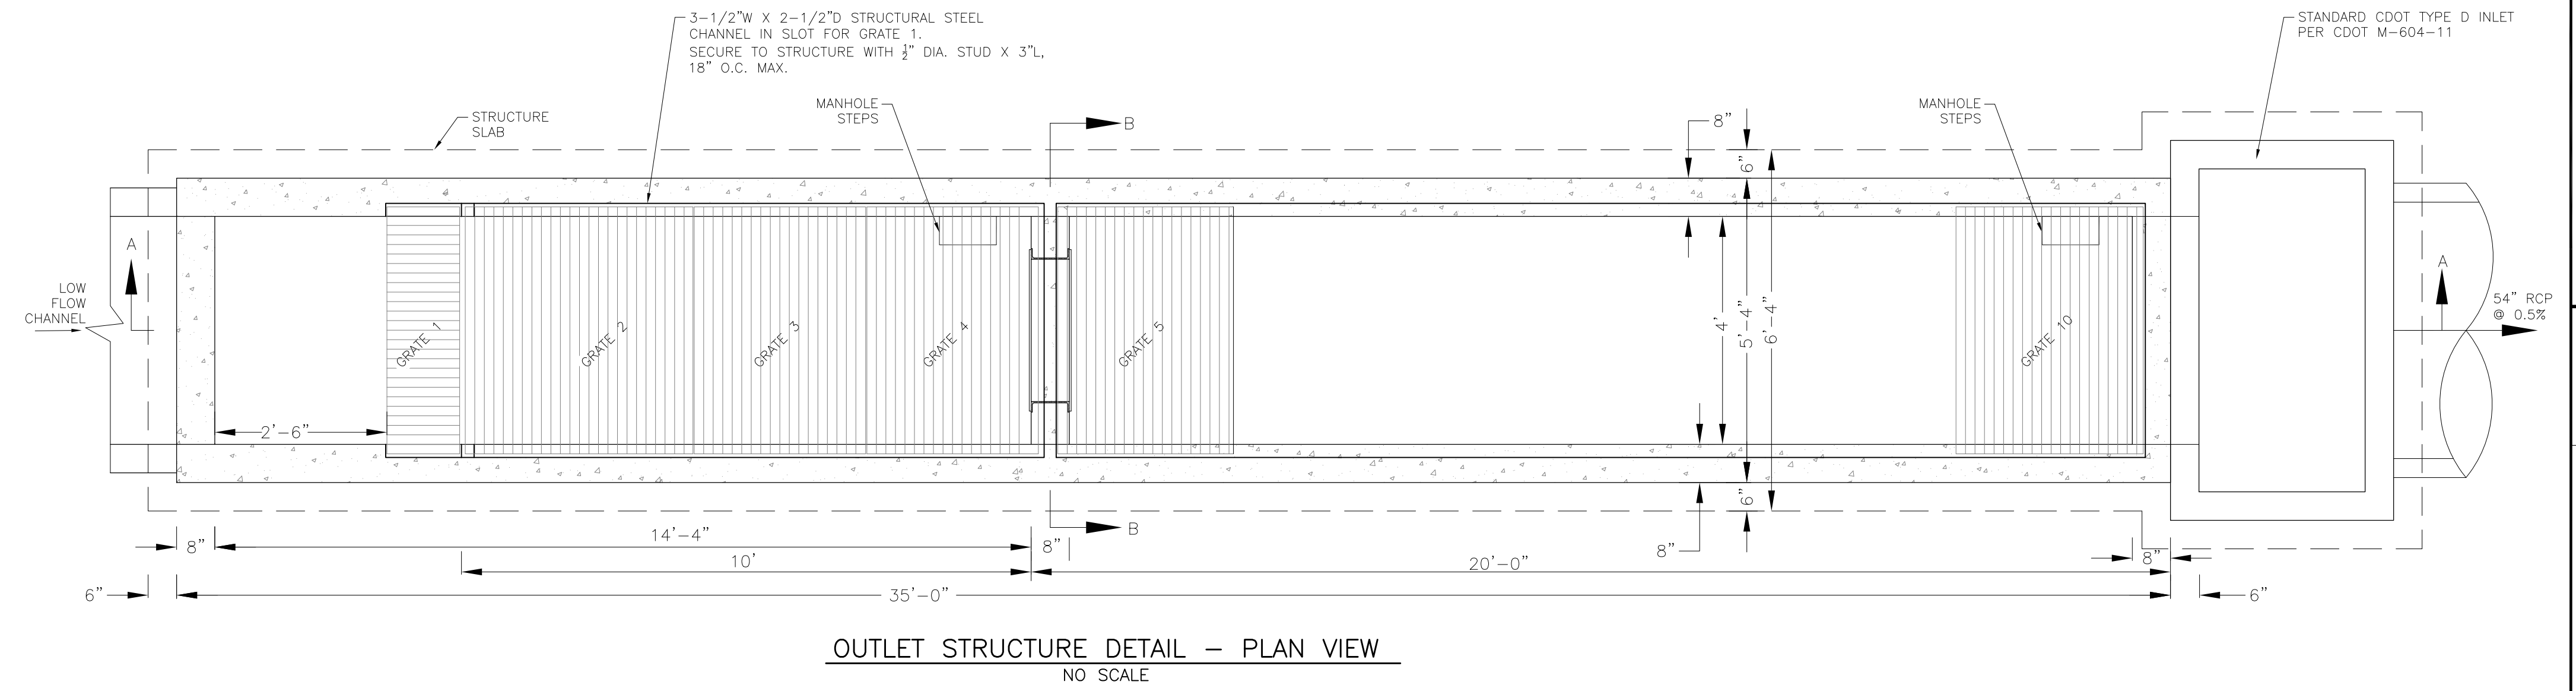 3-1/2"W X 2-1/2"D STRUCTURAL STEEL
CHANNEL IN SLOT FOR GRATE 1.
SECURE TO STRUCTURE WITH 1/2" DIA. STUD X 3"L,
18" O.C. MAX.
STANDARD CDOT TYPE D INLET
PER CDOT M-604-11
STRUCTURE
SLAB
MANHOLE
STEPS
B
8"
MANHOLE
STEPS
6"
A
LOW
FLOW
CHANNEL
GRATE 1
GRATE 2
GRATE 3
GRATE 4
GRATE 5
4'
5'-4"
6'-4"
GRATE 10
A
54" RCP
@ 0.5%
2'-6"
6"
B
8"
14'-4"
8"
8"
8"
10'
20'-0"
6"
35'-0"
6"
OUTLET STRUCTURE DETAIL - PLAN VIEW
NO SCALE